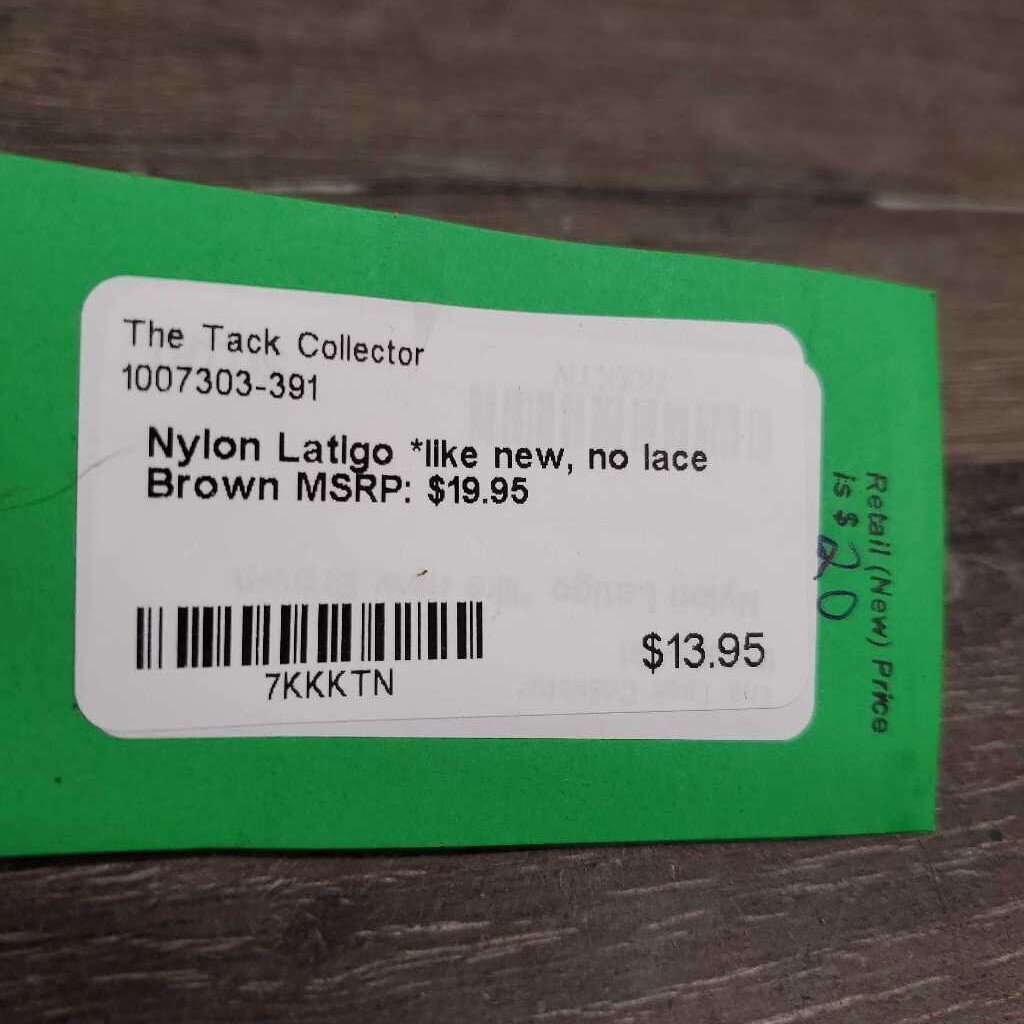 The Tack Collector
1007303-391
Nylon Latigo *like new, no lace
Brown MSRP: $19.95
7KKKTN
$13.95
Retail (New) Price
is $20